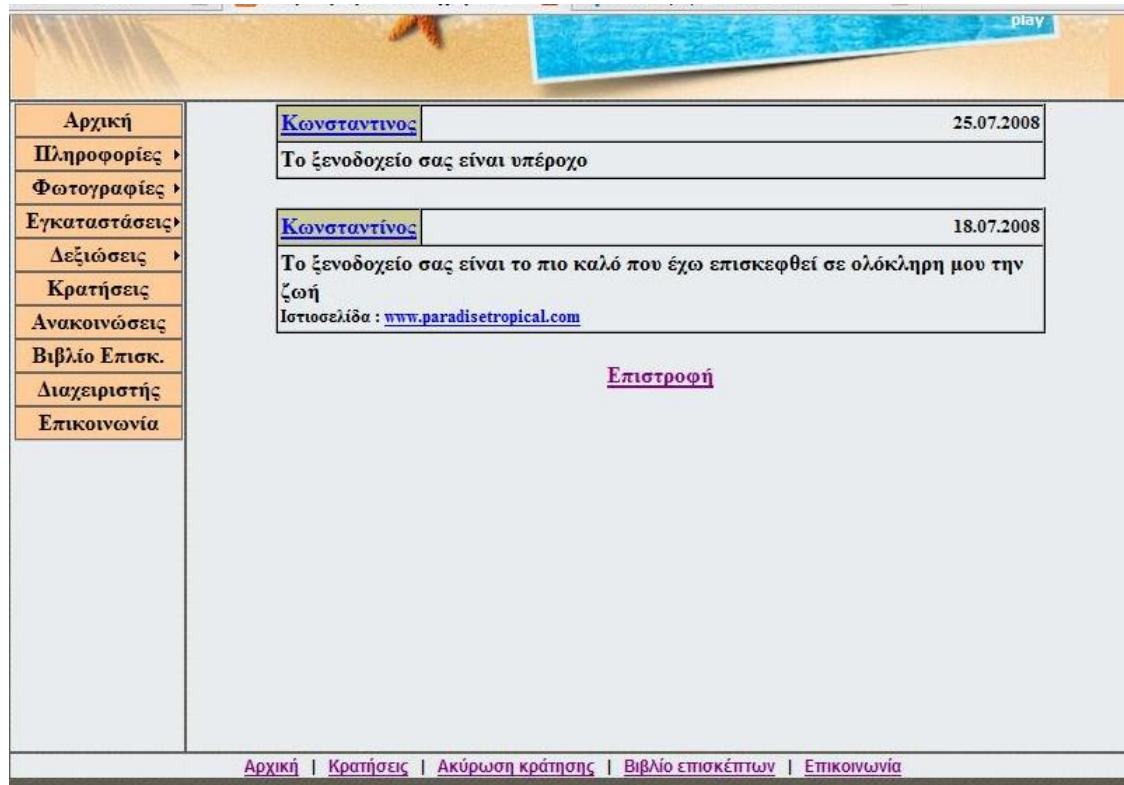 play
Αρχική
Πληροφορίες
Φωτογραφίες
Εγκαταστάσεις
Δεξιώσεις
Κρατήσεις
Ανακοινώσεις
Βιβλίο Επισκ.
Διαχειριστής
Επικοινωνία
Κωνσταντινος 25.07.2008
Το ξενοδοχείο σας είναι υπέροχο
Κωνσταντίνος 18.07.2008
Το ξενοδοχείο σας είναι το πιο καλό που έχω επισκεφθεί σε ολόκληρη μου την
ζωή
Ιστιοσελίδα : www.paradisetropical.com
Επιστροφή
Αρχική | Κρατήσεις | Ακύρωση κράτησης | Βιβλίο επισκέπτων | Επικοινωνία